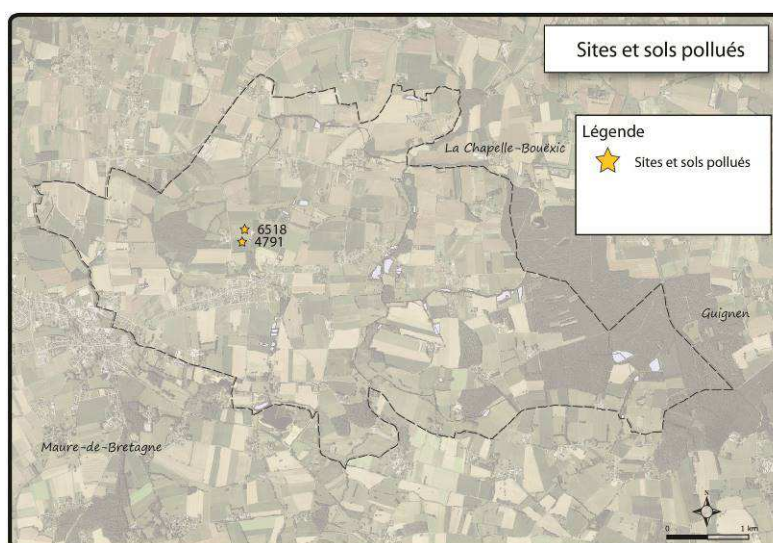 Sites et sols pollués
Légende
Sites et sols pollués
La Chapelle-Bouëxic
6518
4791
Guignen
Maure-de-Bretagne
N
0 1 km